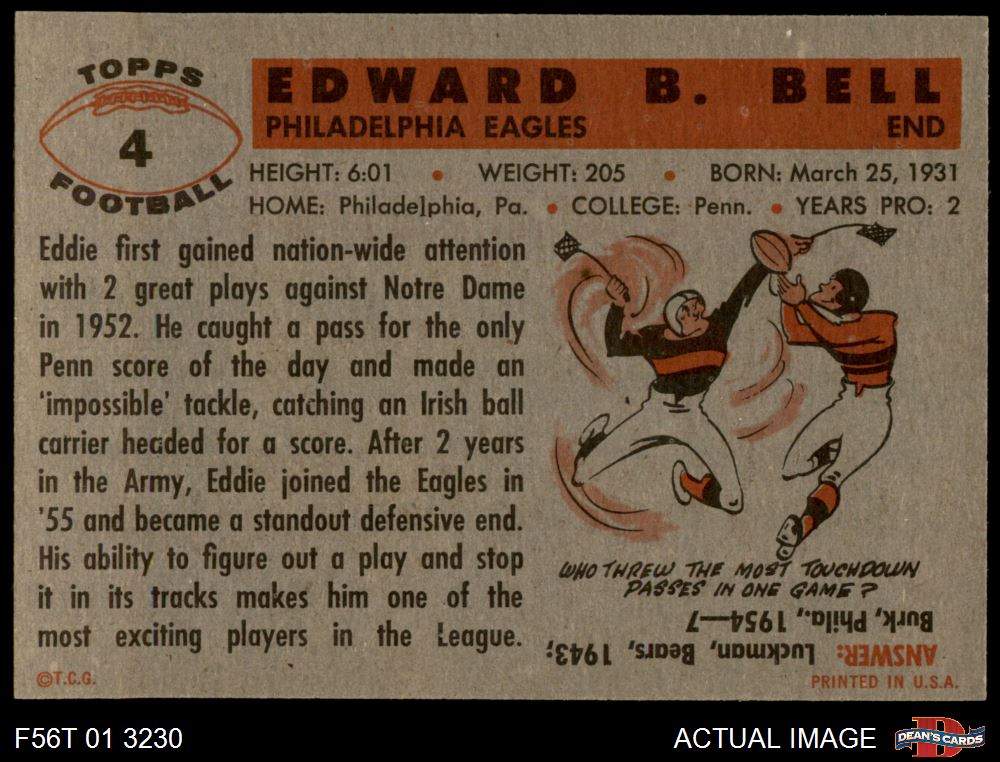 TOPPS
4
FOOTBALL
EDWARD B. BELL
PHILADELPHIA EAGLES END
HEIGHT: 6:01 • WEIGHT: 205 • BORN: March 25, 1931
HOME: Philadelphia, Pa. • COLLEGE: Penn. • YEARS PRO: 2
Eddie first gained nation-wide attention
with 2 great plays against Notre Dame
in 1952. He caught a pass for the only
Penn score of the day and made an
'impossible' tackle, catching an Irish ball
carrier headed for a score. After 2 years
in the Army, Eddie joined the Eagles in
'55 and became a standout defensive end.
His ability to figure out a play and stop
it in its tracks makes him one of the
most exciting players in the League.
©T.C.G.
WHO THREW THE MOST TOUCHDOWN
PASSES IN ONE GAME?
ANSWER: Luckman, Bears, 1943;
Burk, Phila., 1954—7
PRINTED IN U.S.A.
F56T 01 3230
ACTUAL IMAGE
DEAN'S CARDS